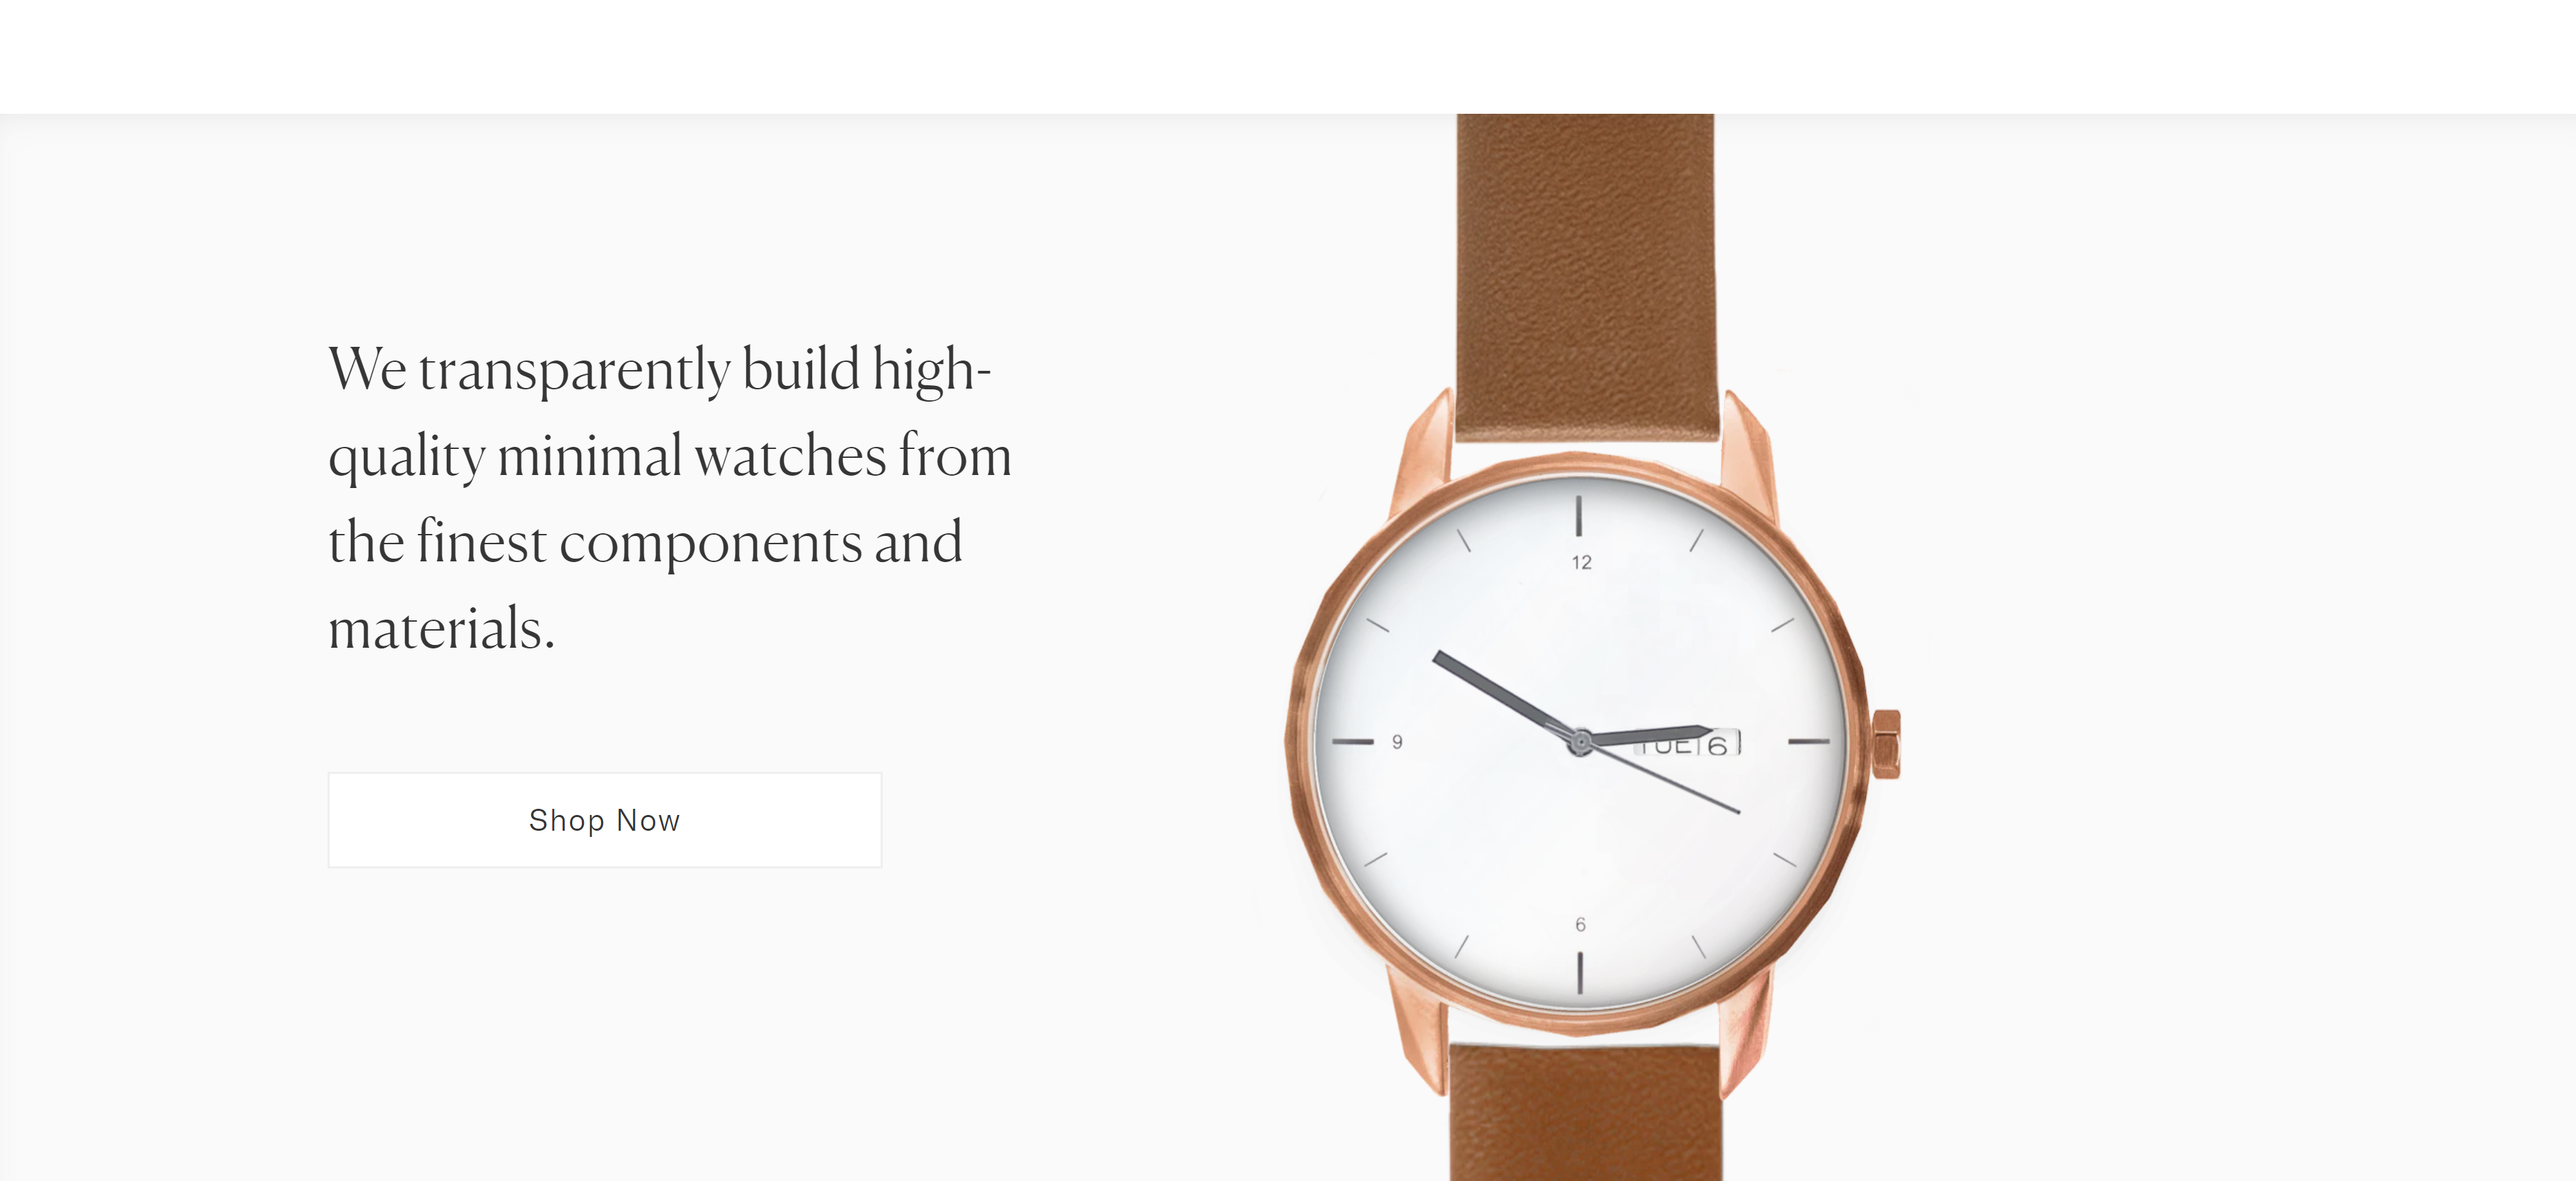 We transparently build high-
quality minimal watches from
the finest components and
materials.
Shop Now
12
9
TUE 6
6